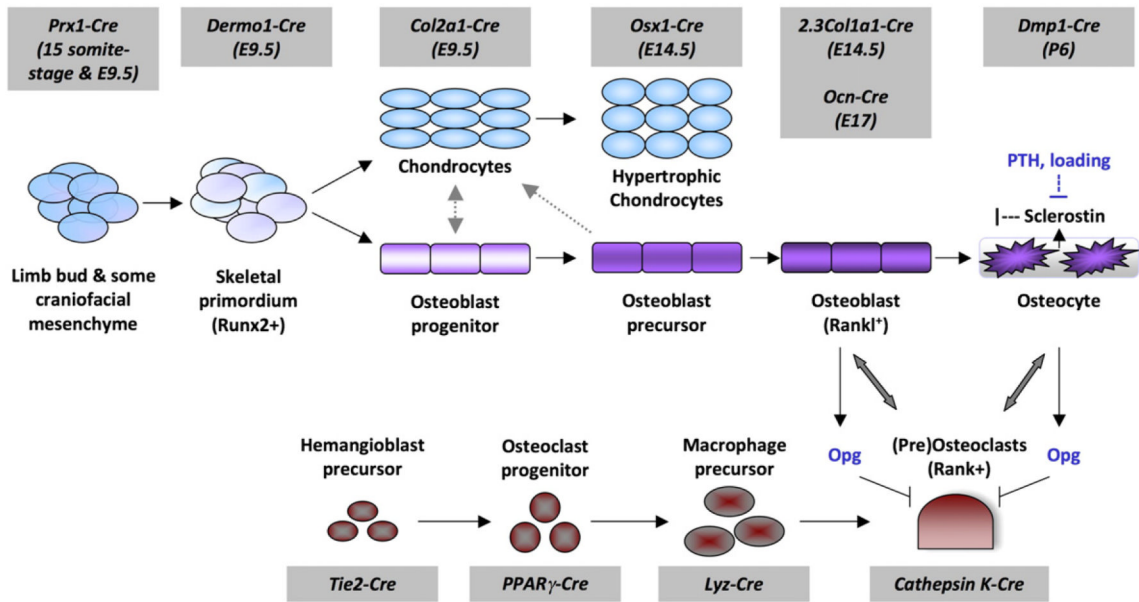 Prx1-Cre
(15 somite-
stage & E9.5)
Dermo1-Cre
(E9.5)
Col2a1-Cre
(E9.5)
Osx1-Cre
(E14.5)
2.3Col1a1-Cre
(E14.5)
Ocn-Cre
(E17)
Dmp1-Cre
(P6)
Chondrocytes
Hypertrophic
Chondrocytes
PTH, loading
Sclerostin
Limb bud & some
craniofacial
mesenchyme
Skeletal
primordium
(Runx2+)
Osteoblast
progenitor
Osteoblast
precursor
Osteoblast
(Rankl+)
Osteocyte
Hemangioblast
precursor
Osteoclast
progenitor
Macrophage
precursor
Opg
(Pre)Osteoclasts
(Rank+)
Opg
Tie2-Cre
PPARγ-Cre
Lyz-Cre
Cathepsin K-Cre